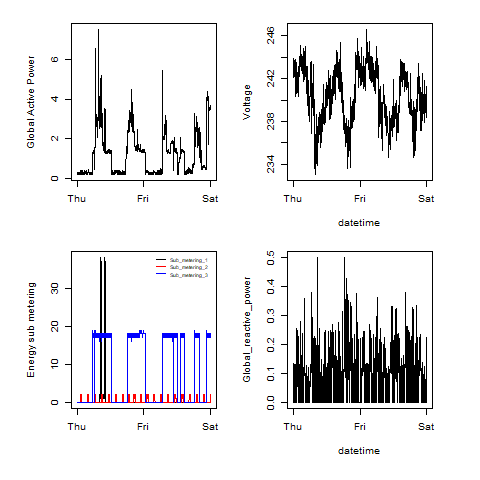 Global Active Power
6
4
2
0
Thu Fri Sat
Voltage
246
242
238
234
Thu Fri Sat
datetime
Energy sub metering
30
20
10
0
Sub_metering_1
Sub_metering_2
Sub_metering_3
Thu Fri Sat
Global_reactive_power
0.5
0.4
0.3
0.2
0.1
0.0
Thu Fri Sat
datetime